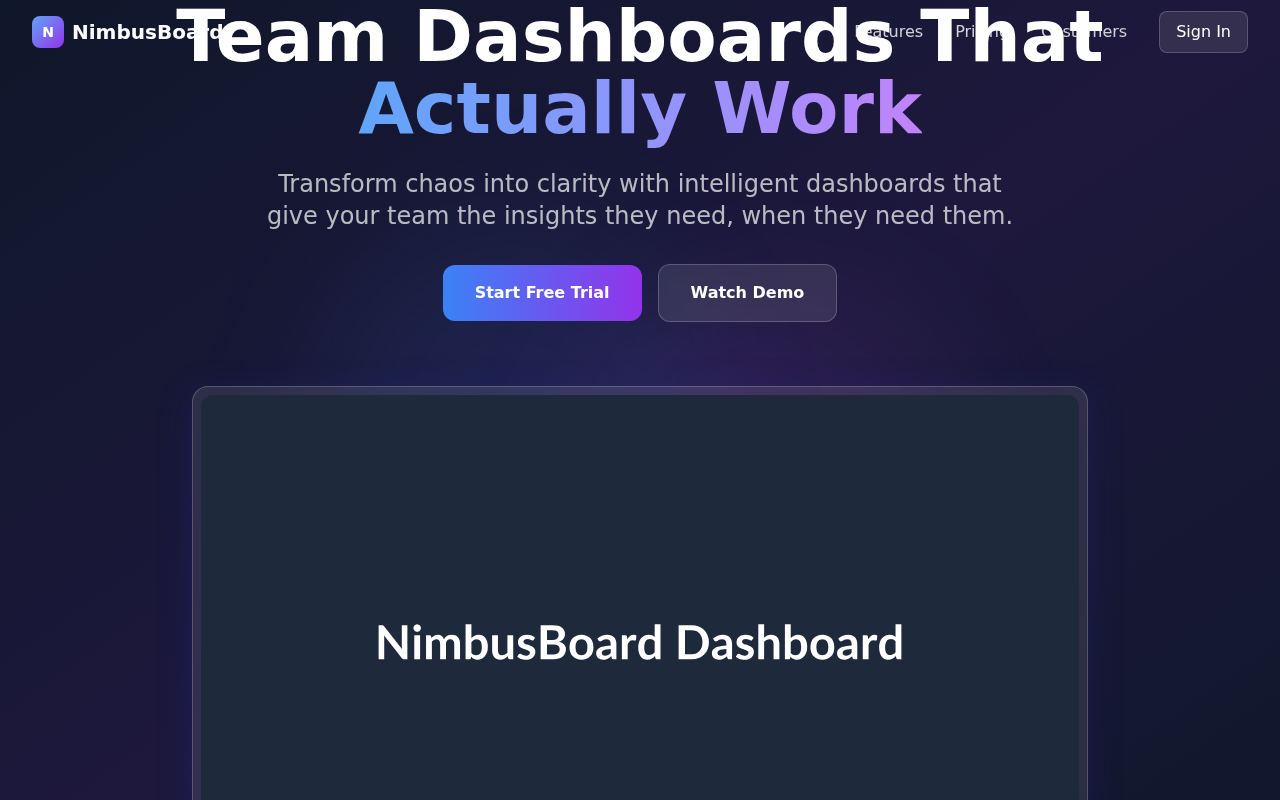 N NimbusBoard
Features Pricing Customers Sign In
Team Dashboards That
Actually Work
Transform chaos into clarity with intelligent dashboards that
give your team the insights they need, when they need them.
Start Free Trial Watch Demo
NimbusBoard Dashboard